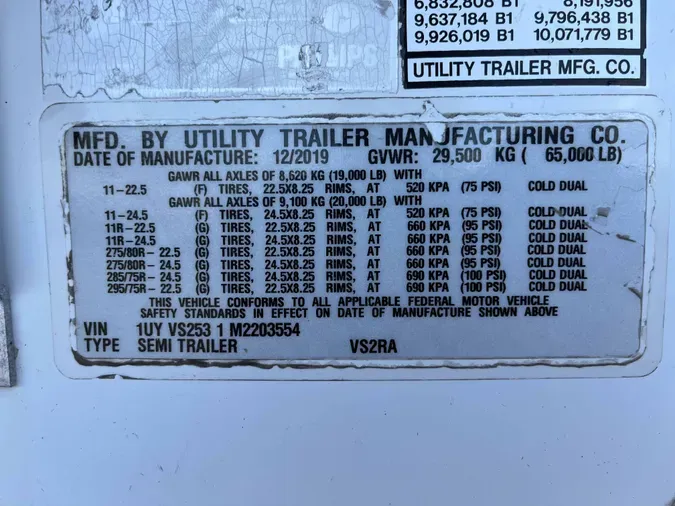 6,832,808 B1 8,191,956
9,637,184 B1 9,796,438 B1
9,926,019 B1 10,071,779 B1
UTILITY TRAILER MFG. CO.
PHILLIPS
MFD. BY UTILITY TRAILER MANUFACTURING CO.
DATE OF MANUFACTURE: 12/2019 GVWR: 29,500 KG ( 65,000 LB)
GAWR ALL AXLES OF 8,620 KG (19,000 LB) WITH
11-22.5 (F) TIRES, 22.5X8.25 RIMS, AT 520 KPA (75 PSI) COLD DUAL
GAWR ALL AXLES OF 9,100 KG (20,000 LB) WITH
11-24.5 (F) TIRES, 24.5X8.25 RIMS, AT 520 KPA (75 PSI) COLD DUAL
11R-22.5 (G) TIRES, 22.5X8.25 RIMS, AT 660 KPA (95 PSI) COLD DUAL
11R-24.5 (G) TIRES, 24.5X8.25 RIMS, AT 660 KPA (95 PSI) COLD DUAL
275/80R- 22.5 (G) TIRES, 22.5X8.25 RIMS, AT 660 KPA (95 PSI) COLD DUAL
275/80R- 24.5 (G) TIRES, 24.5X8.25 RIMS, AT 660 KPA (95 PSI) COLD DUAL
285/75R- 24.5 (G) TIRES, 24.5X8.25 RIMS, AT 690 KPA (100 PSI) COLD DUAL
295/75R- 22.5 (G) TIRES, 22.5X8.25 RIMS, AT 690 KPA (100 PSI) COLD DUAL
THIS VEHICLE CONFORMS TO ALL APPLICABLE FEDERAL MOTOR VEHICLE
SAFETY STANDARDS IN EFFECT ON DATE OF MANUFACTURE SHOWN ABOVE
VIN 1UY VS253 1 M2203554
TYPE SEMI TRAILER VS2RA